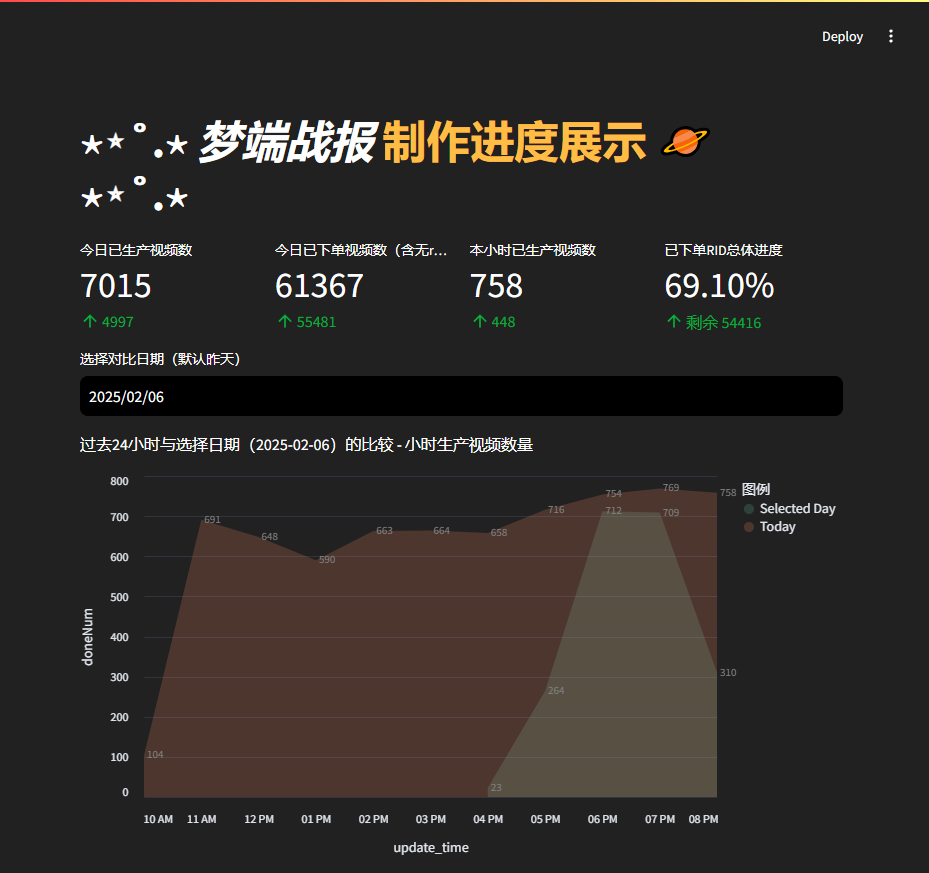 Deploy
⋆⋆˚.⋆ 梦端战报制作进度展示 🪐
⋆⋆˚.⋆
今日已生产视频数
7015
↑ 4997
今日已下单视频数（含无r...
61367
↑ 55481
本小时已生产视频数
758
↑ 448
已下单RID总体进度
69.10%
↑ 剩余 54416
选择对比日期（默认昨天）
2025/02/06
过去24小时与选择日期（2025-02-06）的比较 - 小时生产视频数量
800
700
600
500
400
300
200
100
0
doneNum
104
691
648
590
663
664
658
716
754
769
758
23
264
712
709
310
图例
Selected Day
Today
10 AM 11 AM 12 PM 01 PM 02 PM 03 PM 04 PM 05 PM 06 PM 07 PM 08 PM
update_time